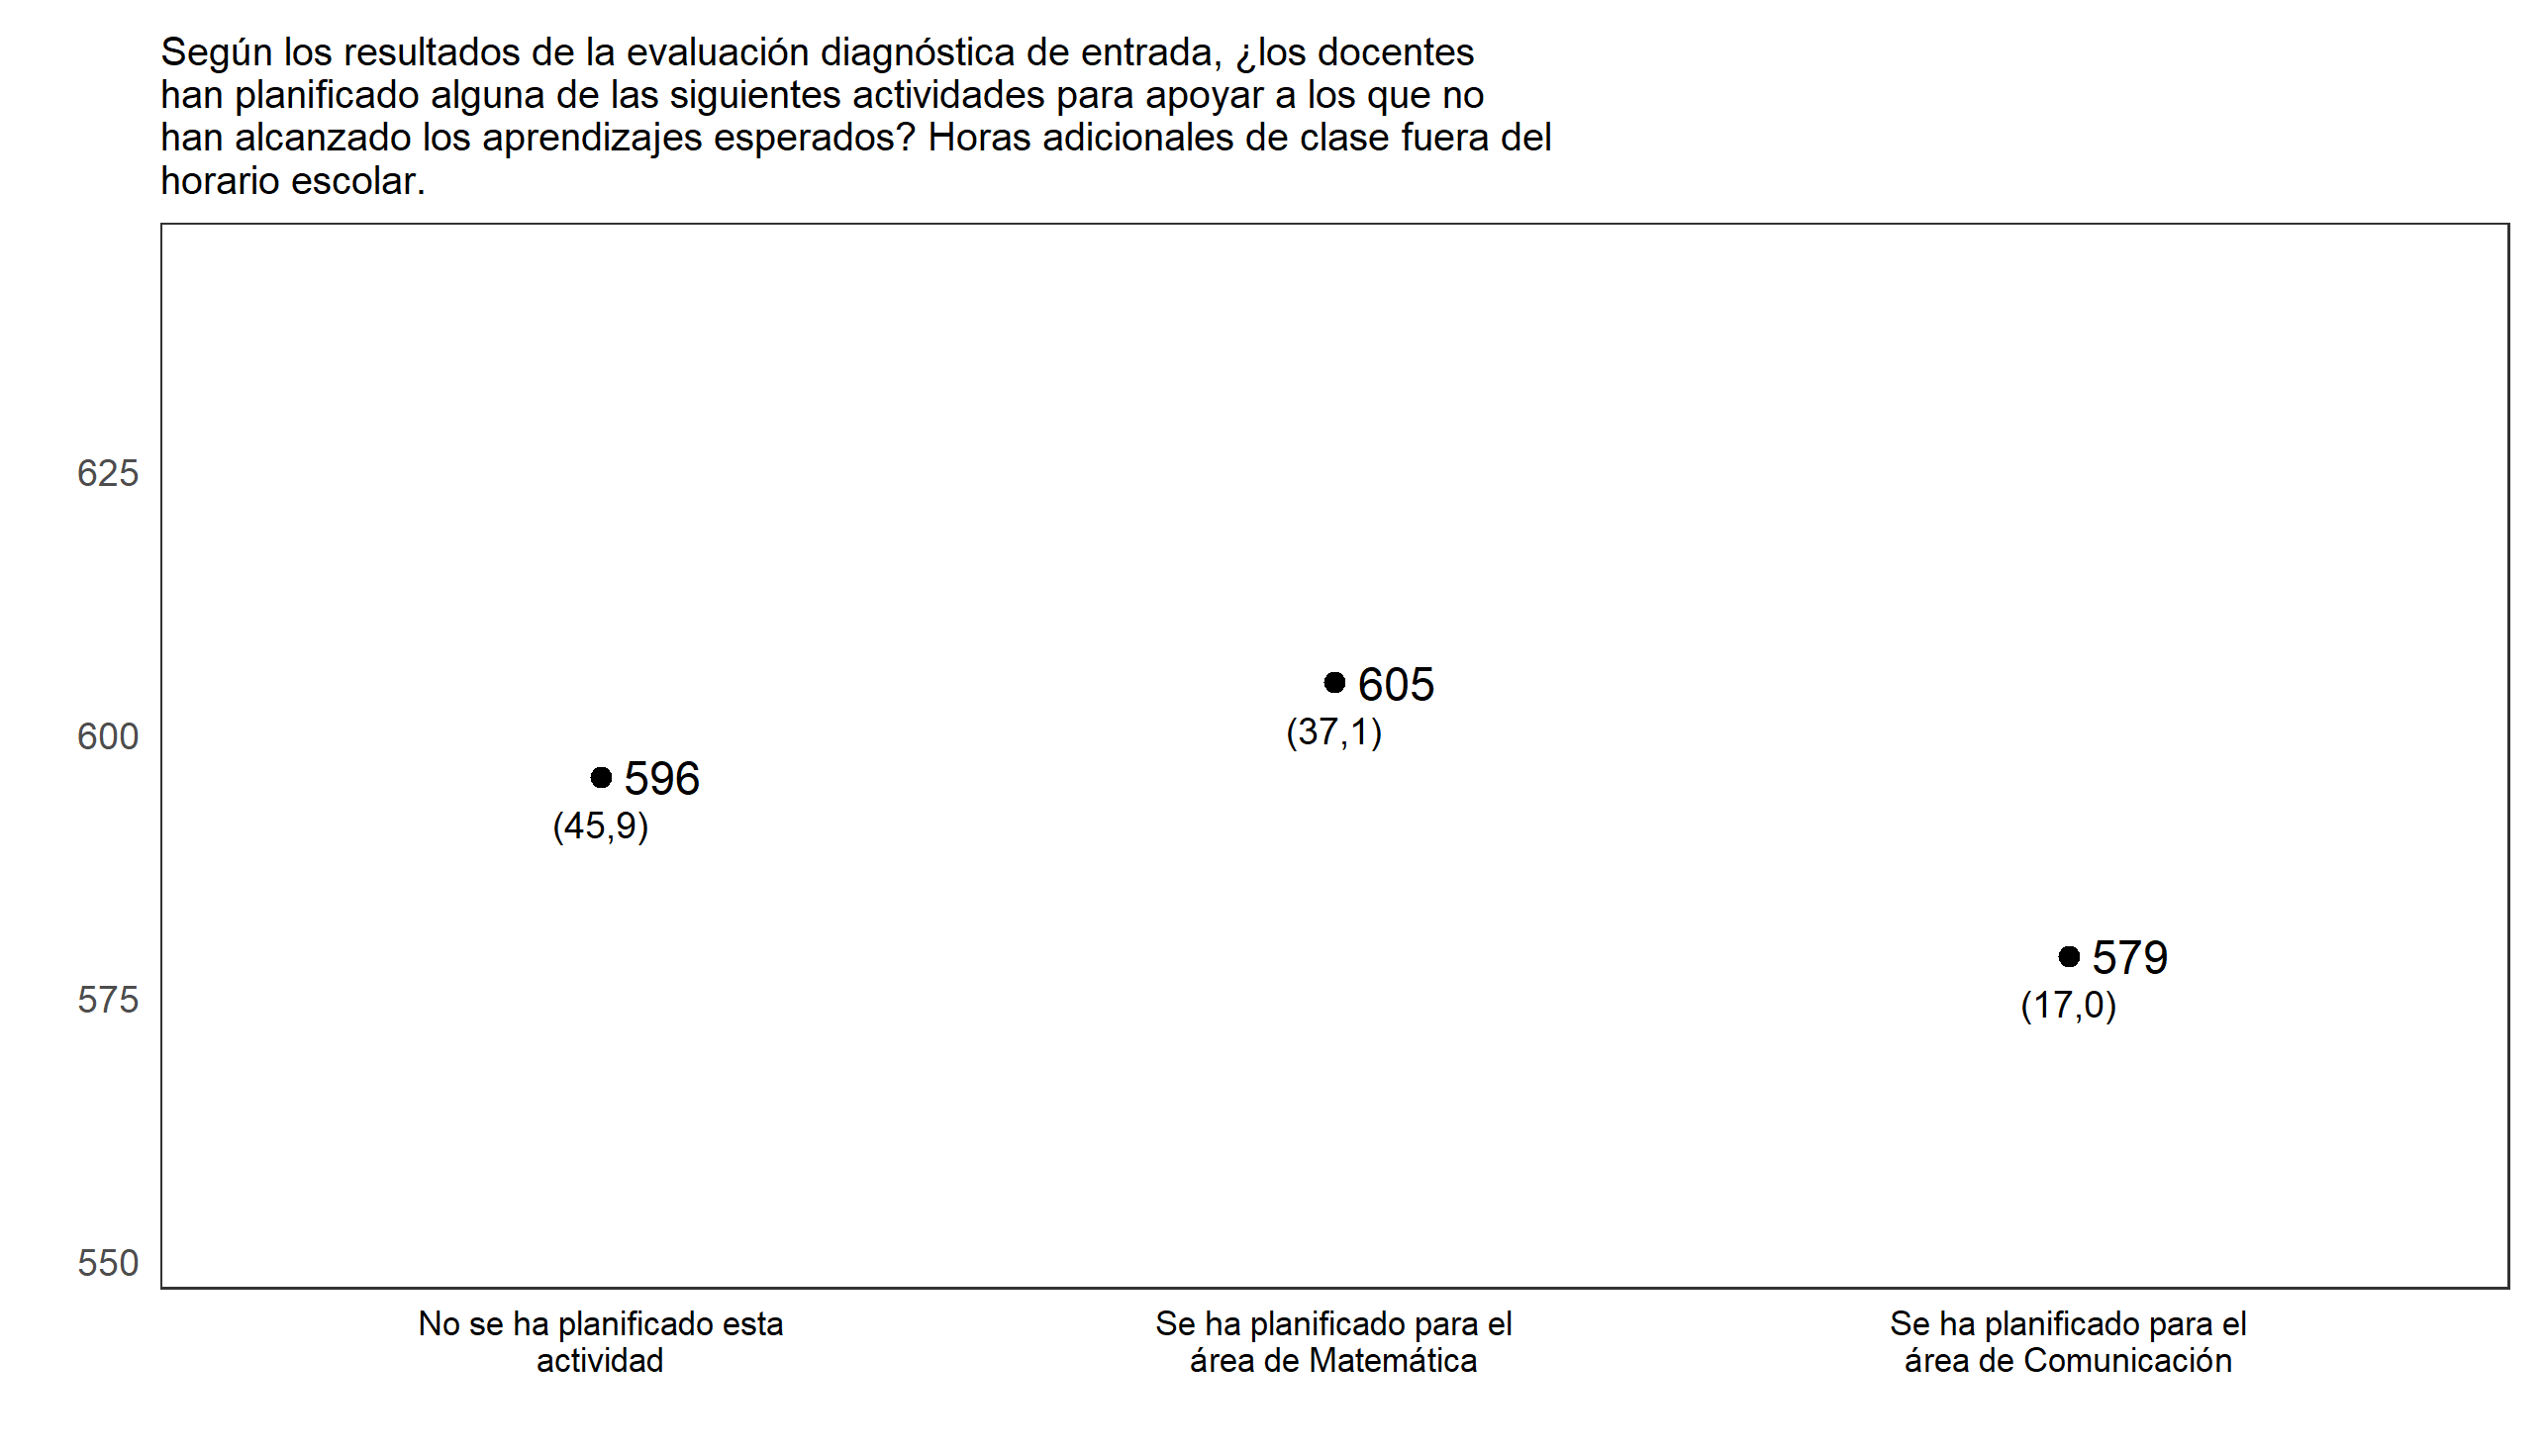 Según los resultados de la evaluación diagnóstica de entrada, ¿los docentes
han planificado alguna de las siguientes actividades para apoyar a los que no
han alcanzado los aprendizajes esperados? Horas adicionales de clase fuera del
horario escolar.
625
600
575
550
596
(45,9)
605
(37,1)
579
(17,0)
No se ha planificado esta
actividad
Se ha planificado para el
área de Matemática
Se ha planificado para el
área de Comunicación